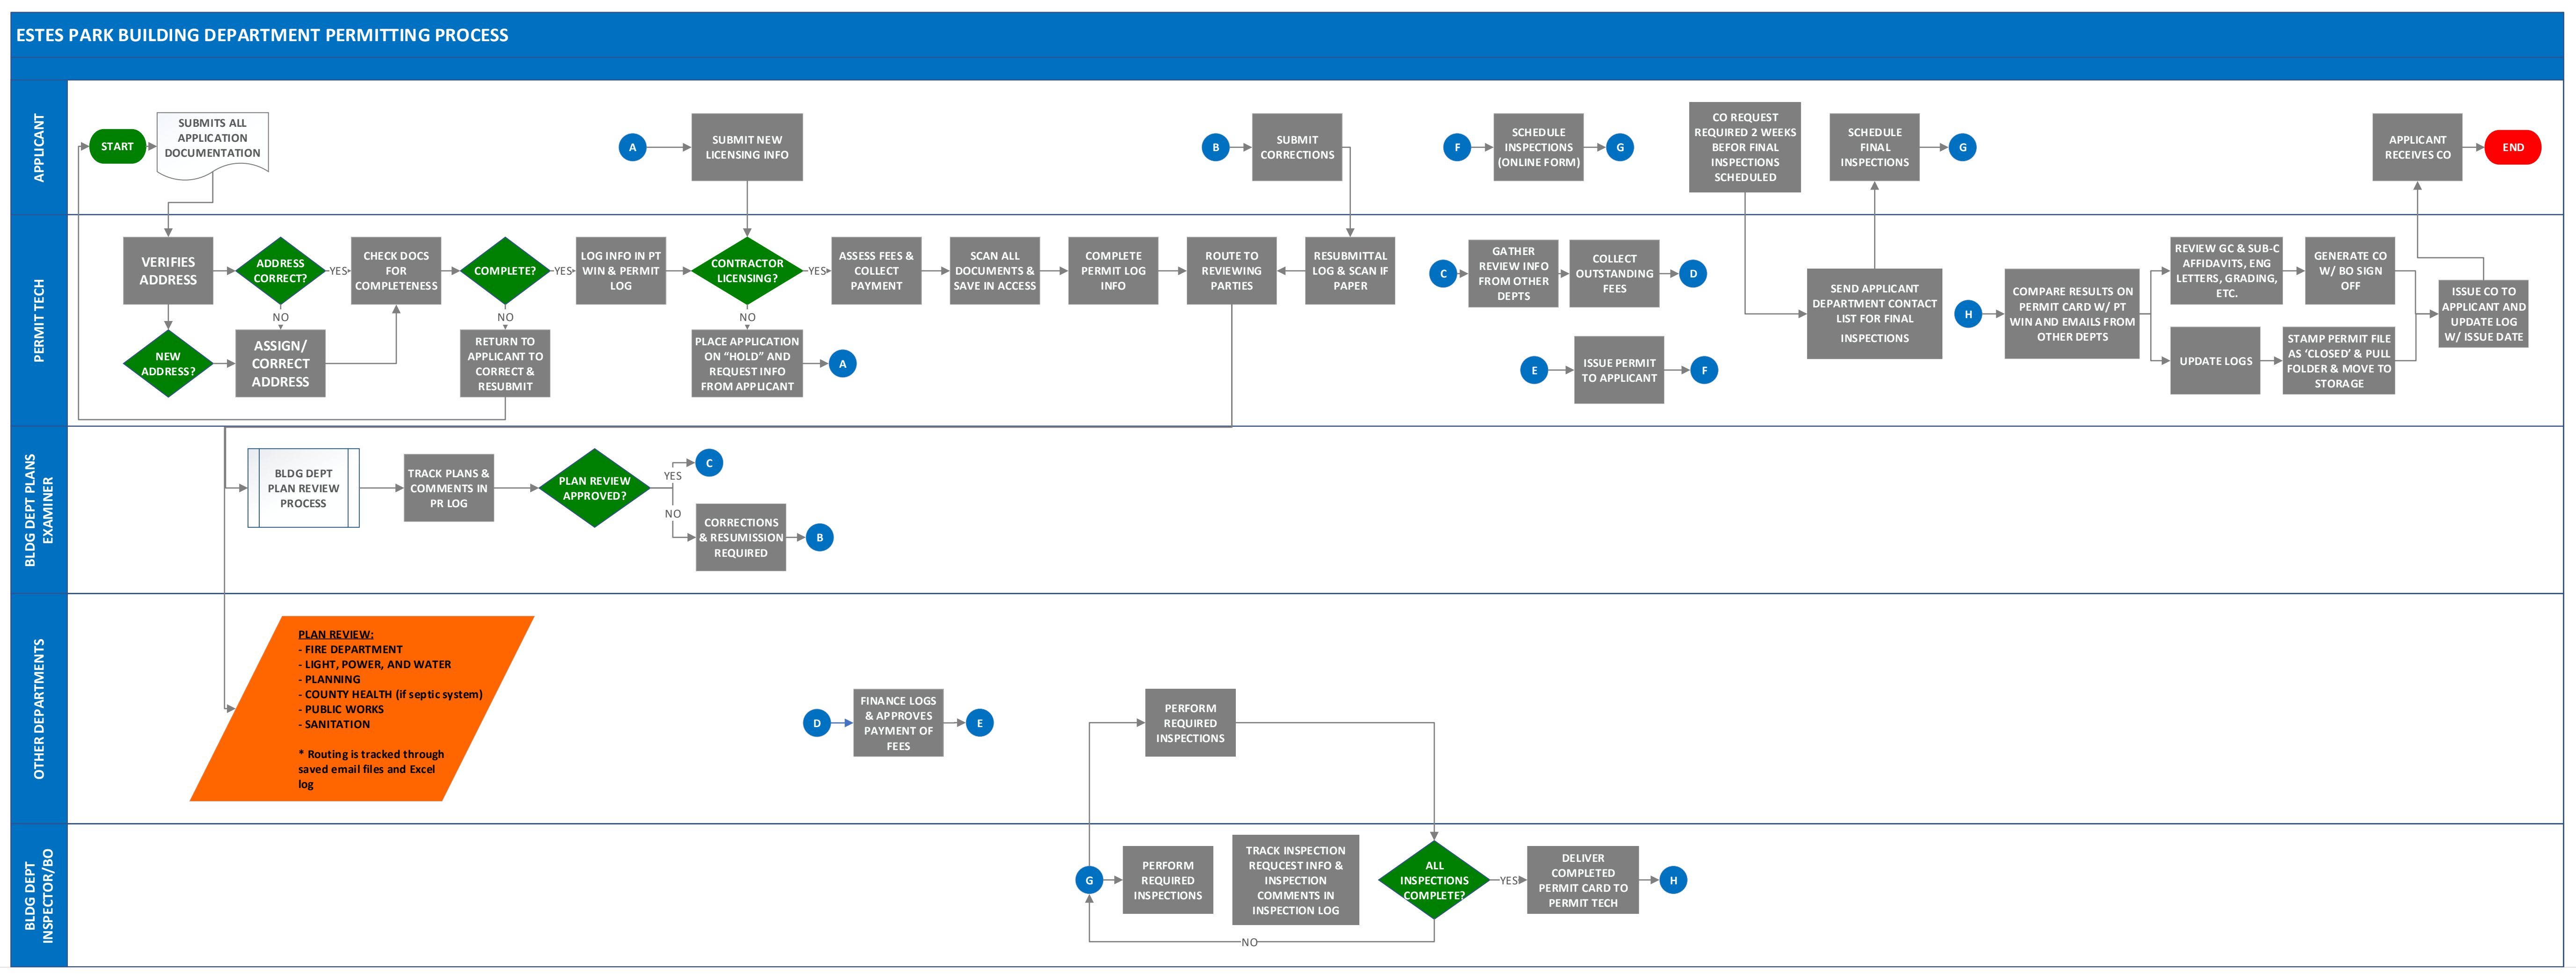 ESTES PARK BUILDING DEPARTMENT PERMITTING PROCESS
APPLICANT
START
SUBMITS ALL
APPLICATION
DOCUMENTATION
A
SUBMIT NEW
LICENSING INFO
B
SUBMIT
CORRECTIONS
F
SCHEDULE
INSPECTIONS
(ONLINE FORM)
G
CO REQUEST
REQUIRED 2 WEEKS
BEFOR FINAL
INSPECTIONS
SCHEDULED
SCHEDULE
FINAL
INSPECTIONS
G
APPLICANT
RECEIVES CO
END
PERMIT TECH
VERIFIES
ADDRESS
ADDRESS
CORRECT?
YES
NO
CHECK DOCS
FOR
COMPLETENESS
COMPLETE?
YES
NO
LOG INFO IN PT
WIN & PERMIT
LOG
CONTRACTOR
LICENSING?
YES
NO
ASSESS FEES &
COLLECT
PAYMENT
SCAN ALL
DOCUMENTS &
SAVE IN ACCESS
COMPLETE
PERMIT LOG
INFO
ROUTE TO
REVIEWING
PARTIES
RESUBMITTAL
LOG & SCAN IF
PAPER
NEW
ADDRESS?
ASSIGN/
CORRECT
ADDRESS
RETURN TO
APPLICANT TO
CORRECT &
RESUBMIT
PLACE APPLICATION
ON “HOLD” AND
REQUEST INFO
FROM APPLICANT
A
C
GATHER
REVIEW INFO
FROM OTHER
DEPTS
COLLECT
OUTSTANDING
FEES
D
E
ISSUE PERMIT
TO APPLICANT
F
SEND APPLICANT
DEPARTMENT CONTACT
LIST FOR FINAL
INSPECTIONS
H
COMPARE RESULTS ON
PERMIT CARD W/ PT
WIN AND EMAILS FROM
OTHER DEPTS
REVIEW GC & SUB-C
AFFIDAVITS, ENG
LETTERS, GRADING,
ETC.
GENERATE CO
W/ BO SIGN
OFF
UPDATE LOGS
STAMP PERMIT FILE
AS ‘CLOSED’ & PULL
FOLDER & MOVE TO
STORAGE
ISSUE CO TO
APPLICANT AND
UPDATE LOG
W/ ISSUE DATE
BLDG DEPT PLANS
EXAMINER
BLDG DEPT
PLAN REVIEW
PROCESS
TRACK PLANS &
COMMENTS IN
PR LOG
PLAN REVIEW
APPROVED?
YES
C
NO
CORRECTIONS
& RESUMISSION
REQUIRED
B
OTHER DEPARTMENTS
PLAN REVIEW:
- FIRE DEPARTMENT
- LIGHT, POWER, AND WATER
- PLANNING
- COUNTY HEALTH (if septic system)
- PUBLIC WORKS
- SANITATION
* Routing is tracked through
saved email files and Excel
log
D
FINANCE LOGS
& APPROVES
PAYMENT OF
FEES
E
PERFORM
REQUIRED
INSPECTIONS
BLDG DEPT
INSPECTOR/BO
G
PERFORM
REQUIRED
INSPECTIONS
TRACK INSPECTION
REQUCEST INFO &
INSPECTION
COMMENTS IN
INSPECTION LOG
ALL
INSPECTIONS
COMPLETE?
YES
NO
DELIVER
COMPLETED
PERMIT CARD TO
PERMIT TECH
H